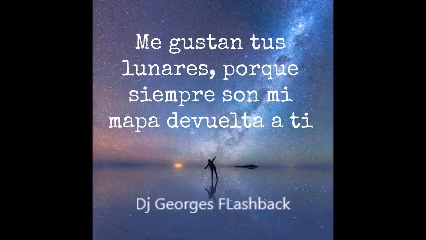 Me gustan tus
lunares, porque
siempre son mi
mapa devuelta a ti
Dj Georges FLashback